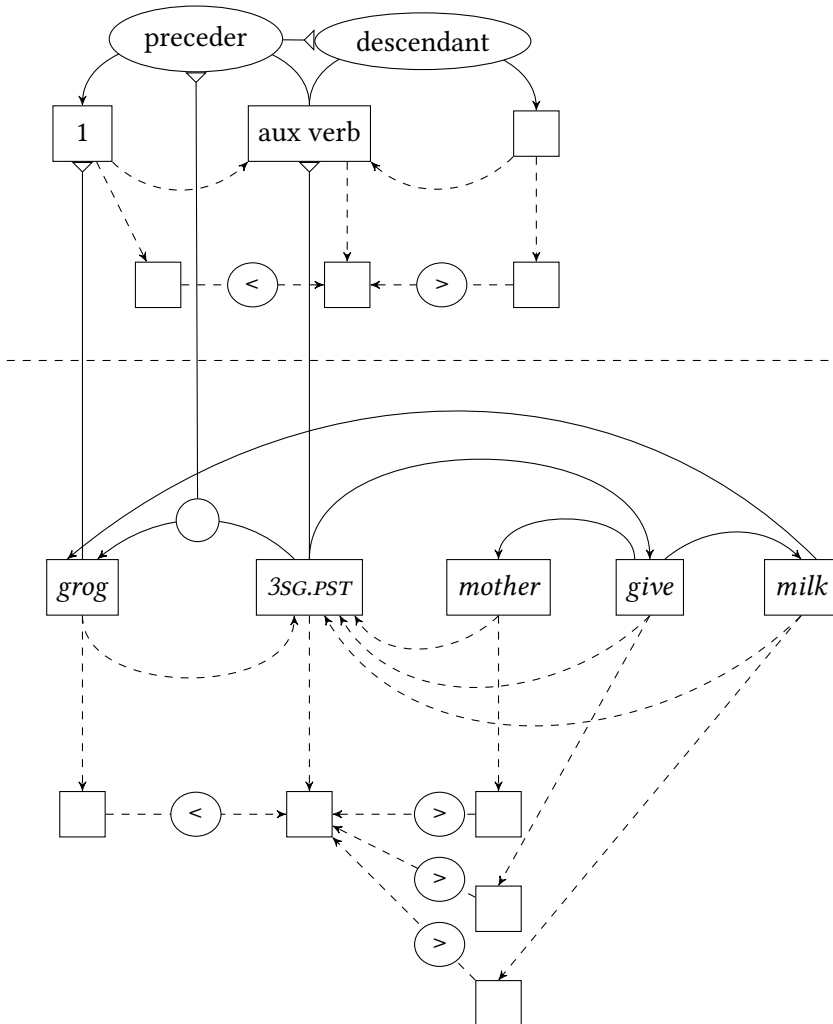 preceder descendant
1 aux verb
< >
grog 3SG.PST mother give milk
< >
>
>